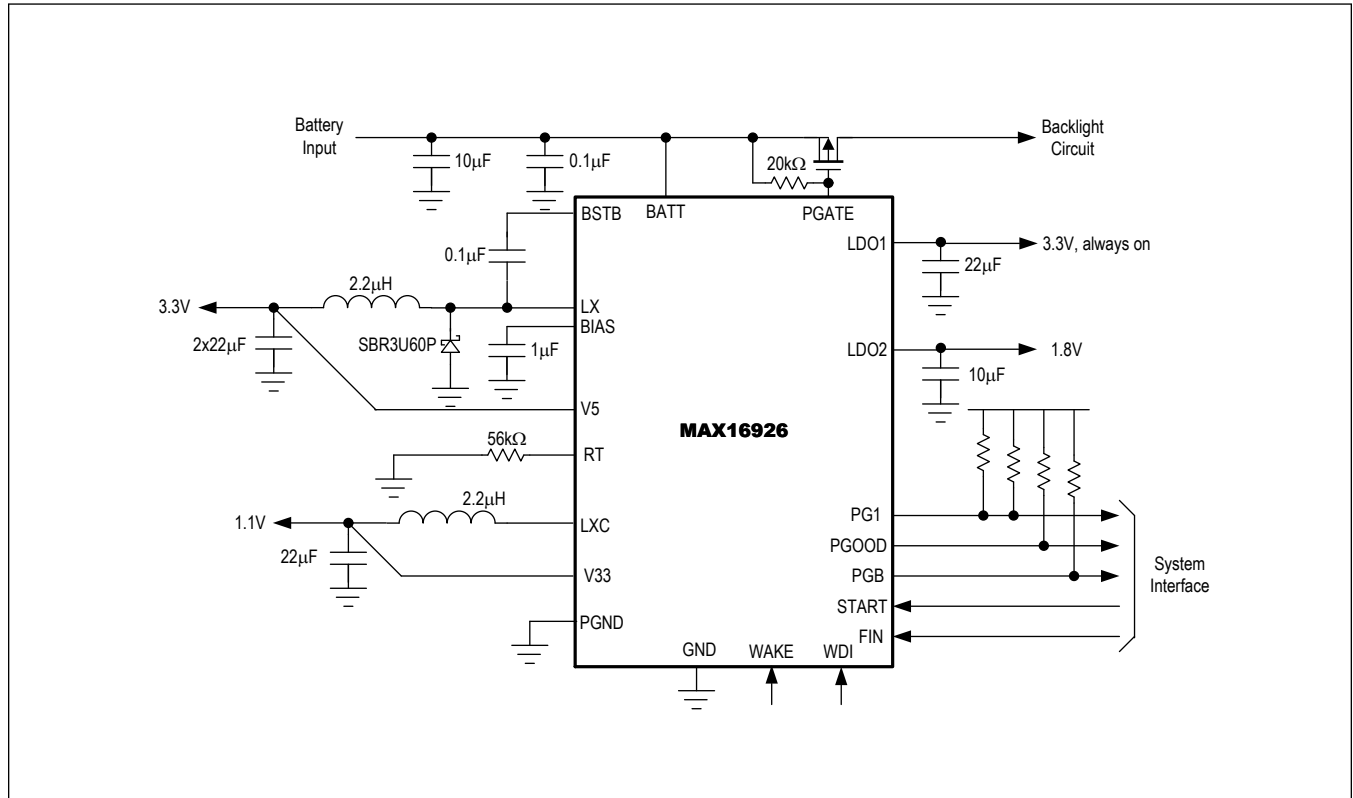 Battery
Input
10μF
0.1μF
20kΩ
Backlight
Circuit
BSTB
BATT
PGATE
LDO1
3.3V, always on
22μF
0.1μF
2.2μH
3.3V
LX
BIAS
2x22μF
SBR3U60P
1μF
LDO2
1.8V
10μF
V5
MAX16926
56kΩ
RT
2.2μH
1.1V
LXC
22μF
V33
PG1
PGOOD
PGB
START
FIN
System
Interface
PGND
GND
WAKE
WDI